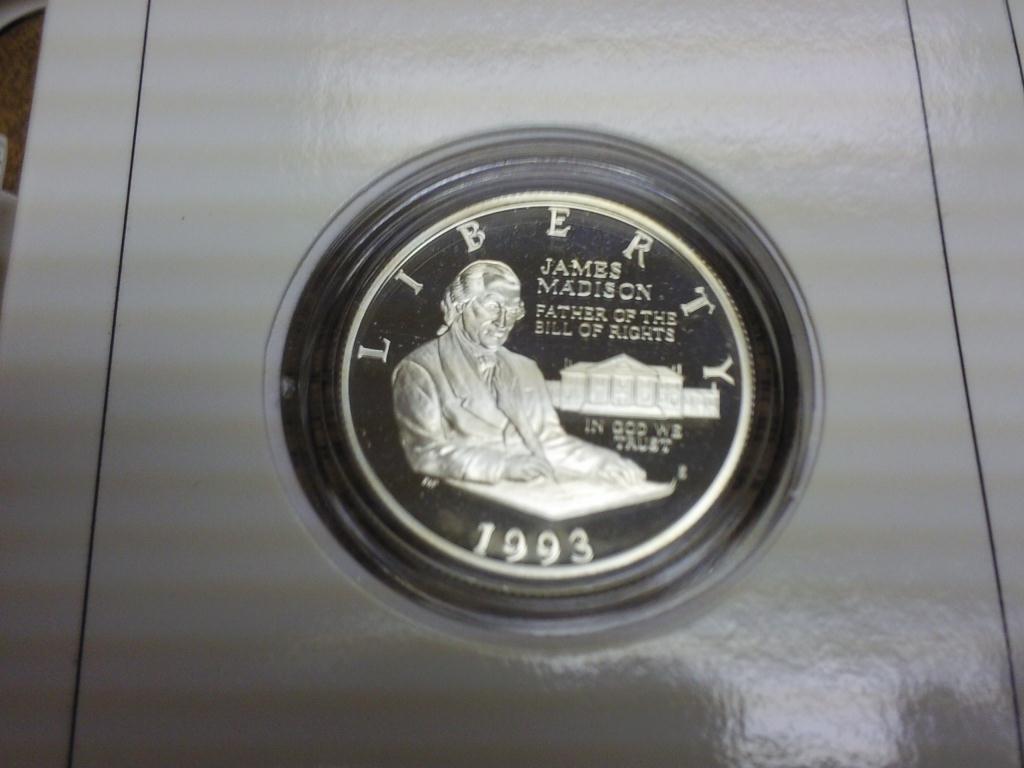 LIBERTY
JAMES
MADISON
FATHER OF THE
BILL OF RIGHTS
IN GOD WE
TRUST
S
1993